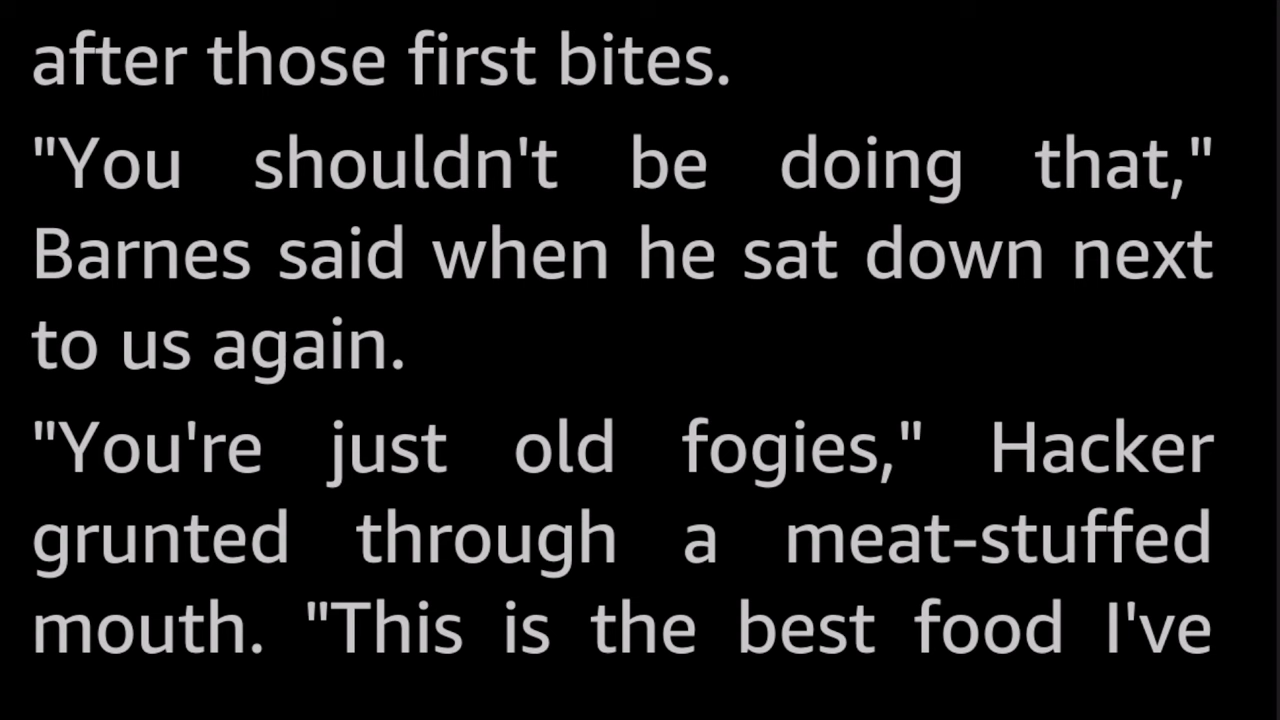 after those first bites.
"You shouldn't be doing that,"
Barnes said when he sat down next
to us again.
"You're just old fogies," Hacker
grunted through a meat-stuffed
mouth. "This is the best food I've